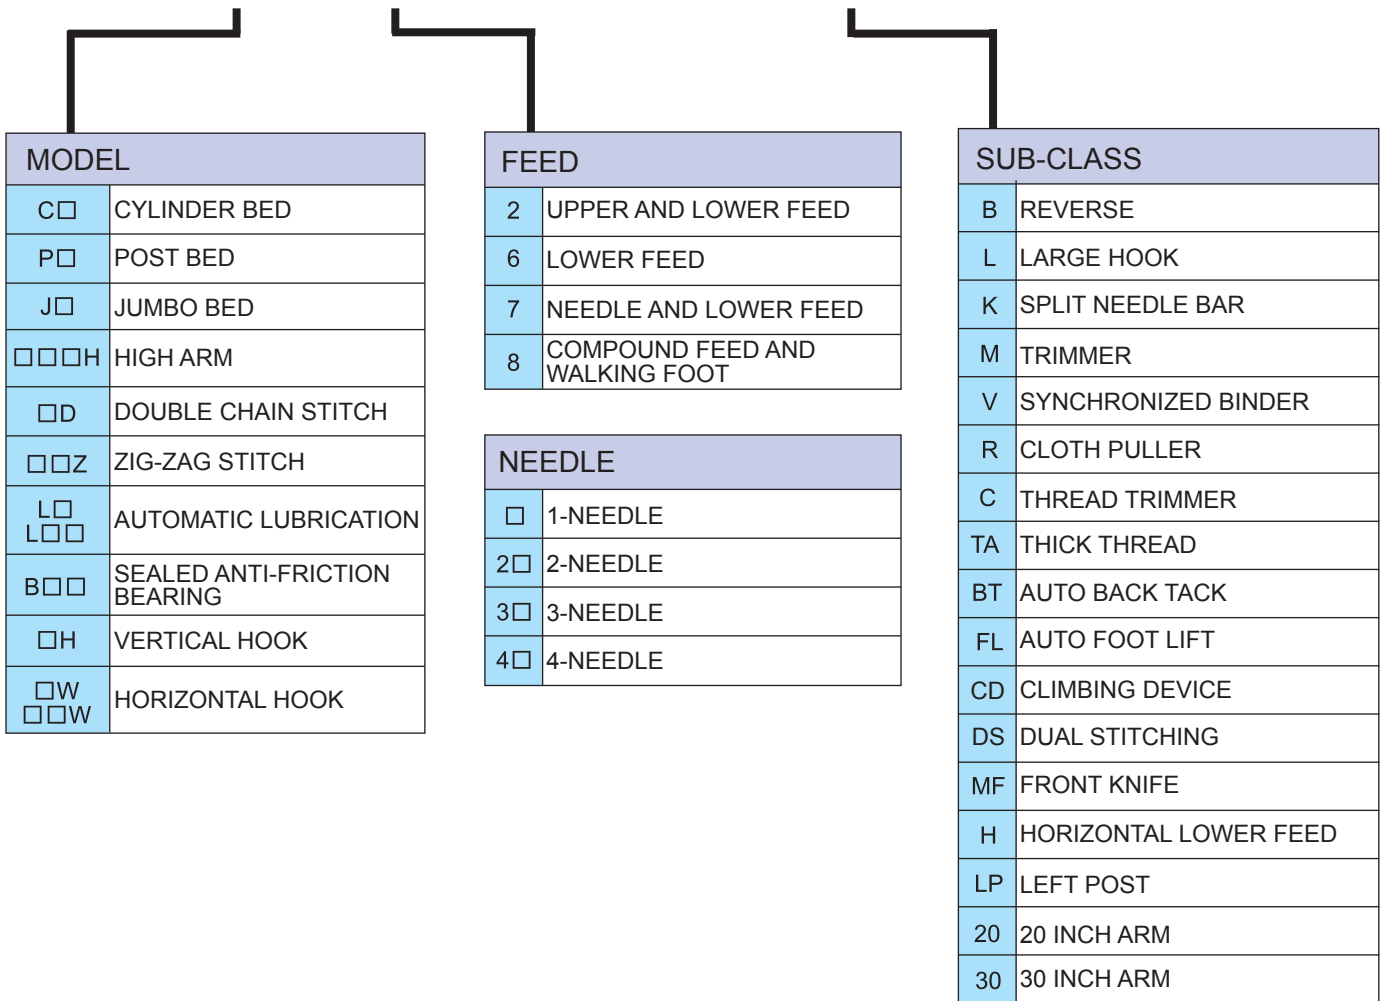 MODEL
C□ CYLINDER BED
P□ POST BED
J□ JUMBO BED
□□□H HIGH ARM
□D DOUBLE CHAIN STITCH
□□Z ZIG-ZAG STITCH
L□
L□□
AUTOMATIC LUBRICATION
B□□ SEALED ANTI-FRICTION
BEARING
□H VERTICAL HOOK
□W
□□W
HORIZONTAL HOOK
FEED
2 UPPER AND LOWER FEED
6 LOWER FEED
7 NEEDLE AND LOWER FEED
8 COMPOUND FEED AND
WALKING FOOT
NEEDLE
□ 1-NEEDLE
2□ 2-NEEDLE
3□ 3-NEEDLE
4□ 4-NEEDLE
SUB-CLASS
B REVERSE
L LARGE HOOK
K SPLIT NEEDLE BAR
M TRIMMER
V SYNCHRONIZED BINDER
R CLOTH PULLER
C THREAD TRIMMER
TA THICK THREAD
BT AUTO BACK TACK
FL AUTO FOOT LIFT
CD CLIMBING DEVICE
DS DUAL STITCHING
MF FRONT KNIFE
H HORIZONTAL LOWER FEED
LP LEFT POST
20 20 INCH ARM
30 30 INCH ARM